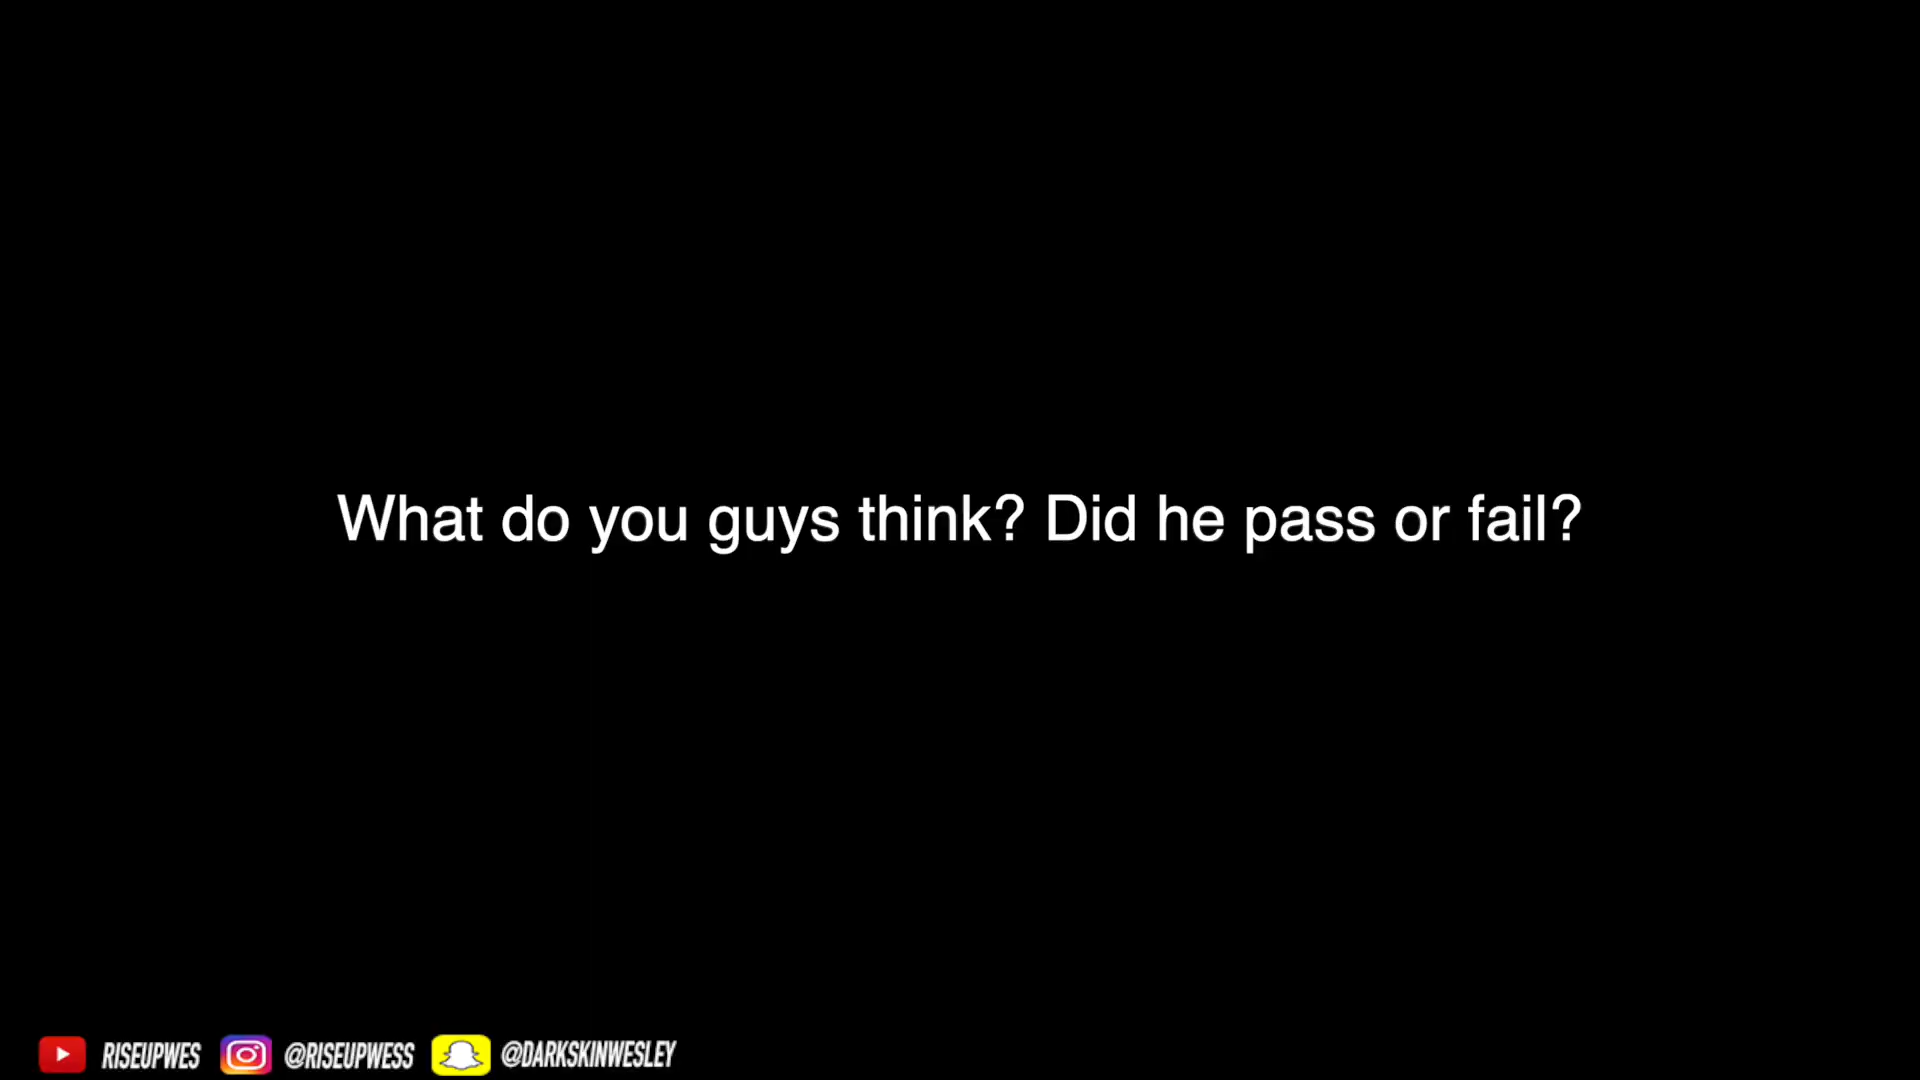 What do you guys think? Did he pass or fail?
RISEUPWES @RISEUPWESS @DARKSKINWESLEY